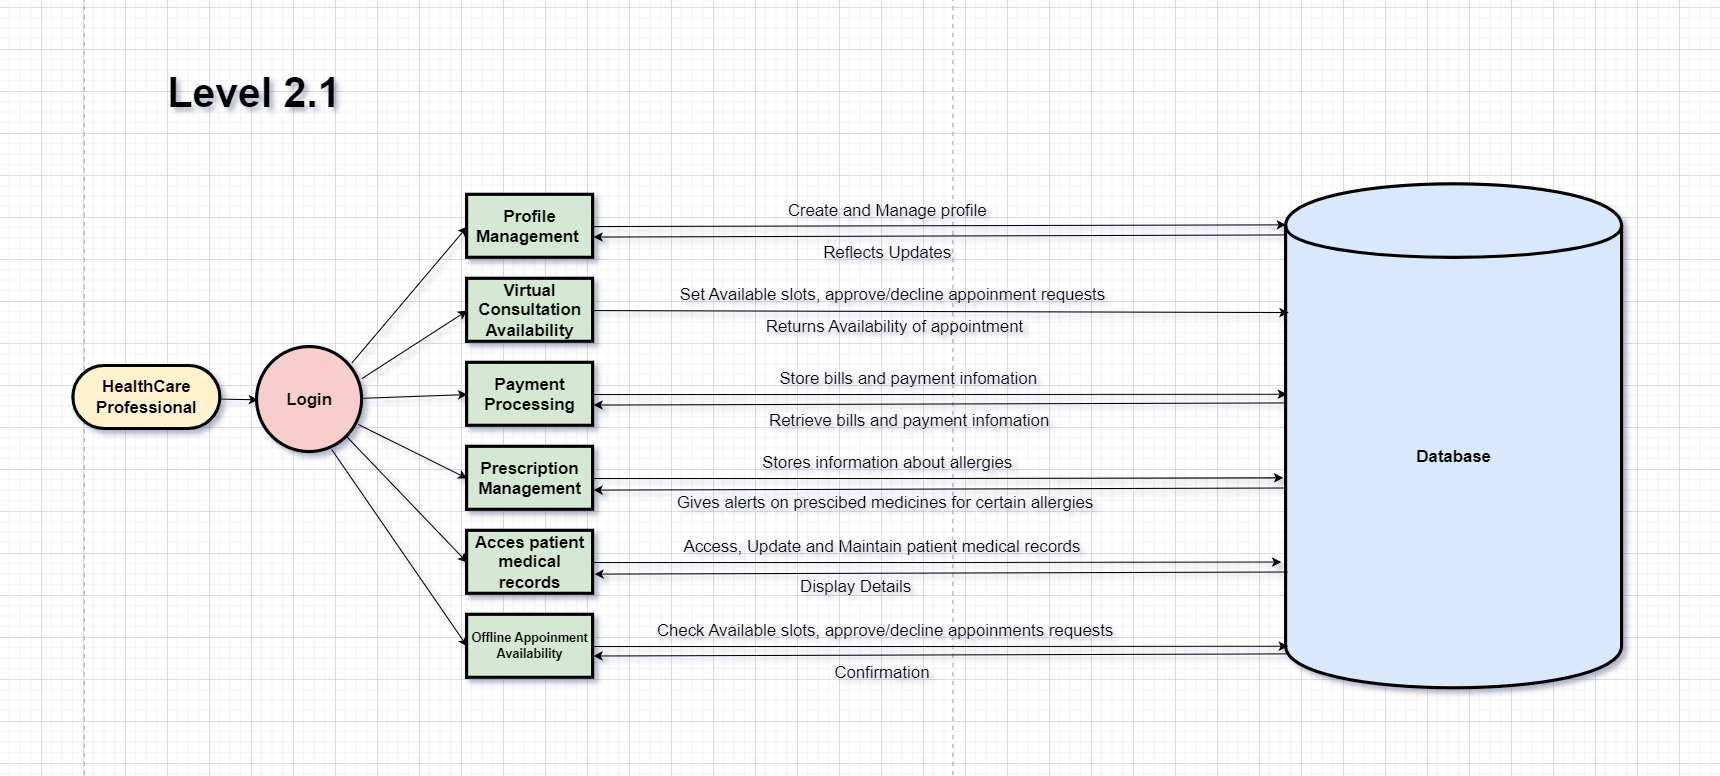 Level 2.1
HealthCare
Professional
Login
Profile
Management
Create and Manage profile
Reflects Updates
Virtual
Consultation
Availability
Set Available slots, approve/decline appoinment requests
Returns Availability of appointment
Payment
Processing
Store bills and payment infomation
Retrieve bills and payment infomation
Prescription
Management
Stores information about allergies
Gives alerts on prescibed medicines for certain allergies
Acces patient
medical
records
Access, Update and Maintain patient medical records
Display Details
Offline Appoinment
Availability
Check Available slots, approve/decline appoinments requests
Confirmation
Database